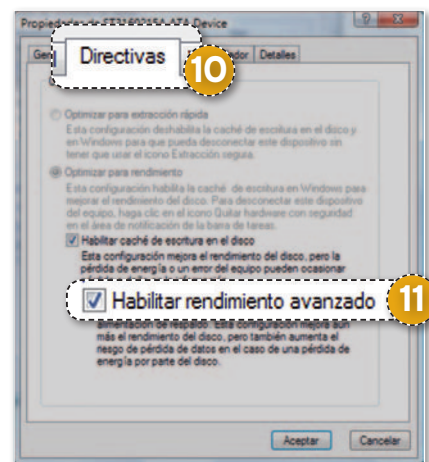 Propiedades de ST3160215A ATA Device
Directivas
10
Detalles
Optimizar para extracción rápida
Esta configuración deshabilita la caché de escritura en el disco y
en Windows para que pueda desconectar este dispositivo sin
tener que usar el icono Extracción segura.
Optimizar para rendimiento
Esta configuración habilita la caché de escritura en Windows para
mejorar el rendimiento del disco. Para desconectar este dispositivo
del equipo, haga clic en el icono Quitar hardware con seguridad
en el área de notificación de la barra de tareas.
Habilitar caché de escritura en el disco
Esta configuración mejora el rendimiento del disco, pero la
pérdida de energía o un error del equipo pueden ocasionar
Habilitar rendimiento avanzado
11
alimentación de respaldo. Esta configuración mejora aún
más el rendimiento del disco, pero también aumenta el
riesgo de pérdida de datos en el caso de una pérdida de
energía por parte del disco.
Aceptar
Cancelar